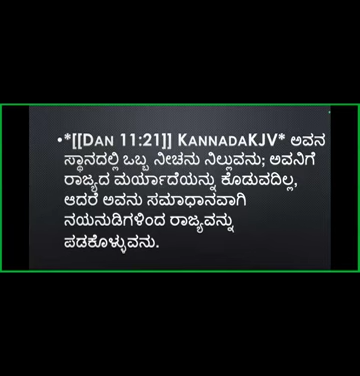 •*[[DAN 11:21]] KANNADAKJV* ಅವನ
ಸ್ಥಾನದಲ್ಲಿ ಒಬ್ಬ ನೀಚನು ನಿಲ್ಲುವನು; ಅವನಿಗೆ
ರಾಜ್ಯದ ಮರ್ಯಾದೆಯನ್ನು ಕೊಡುವದಿಲ್ಲ,
ಆದರೆ ಅವನು ಸಮಾಧಾನವಾಗಿ
ನಯನುಡಿಗಳಿಂದ ರಾಜ್ಯವನ್ನು
ಪಡಕೊಳ್ಳುವನು.